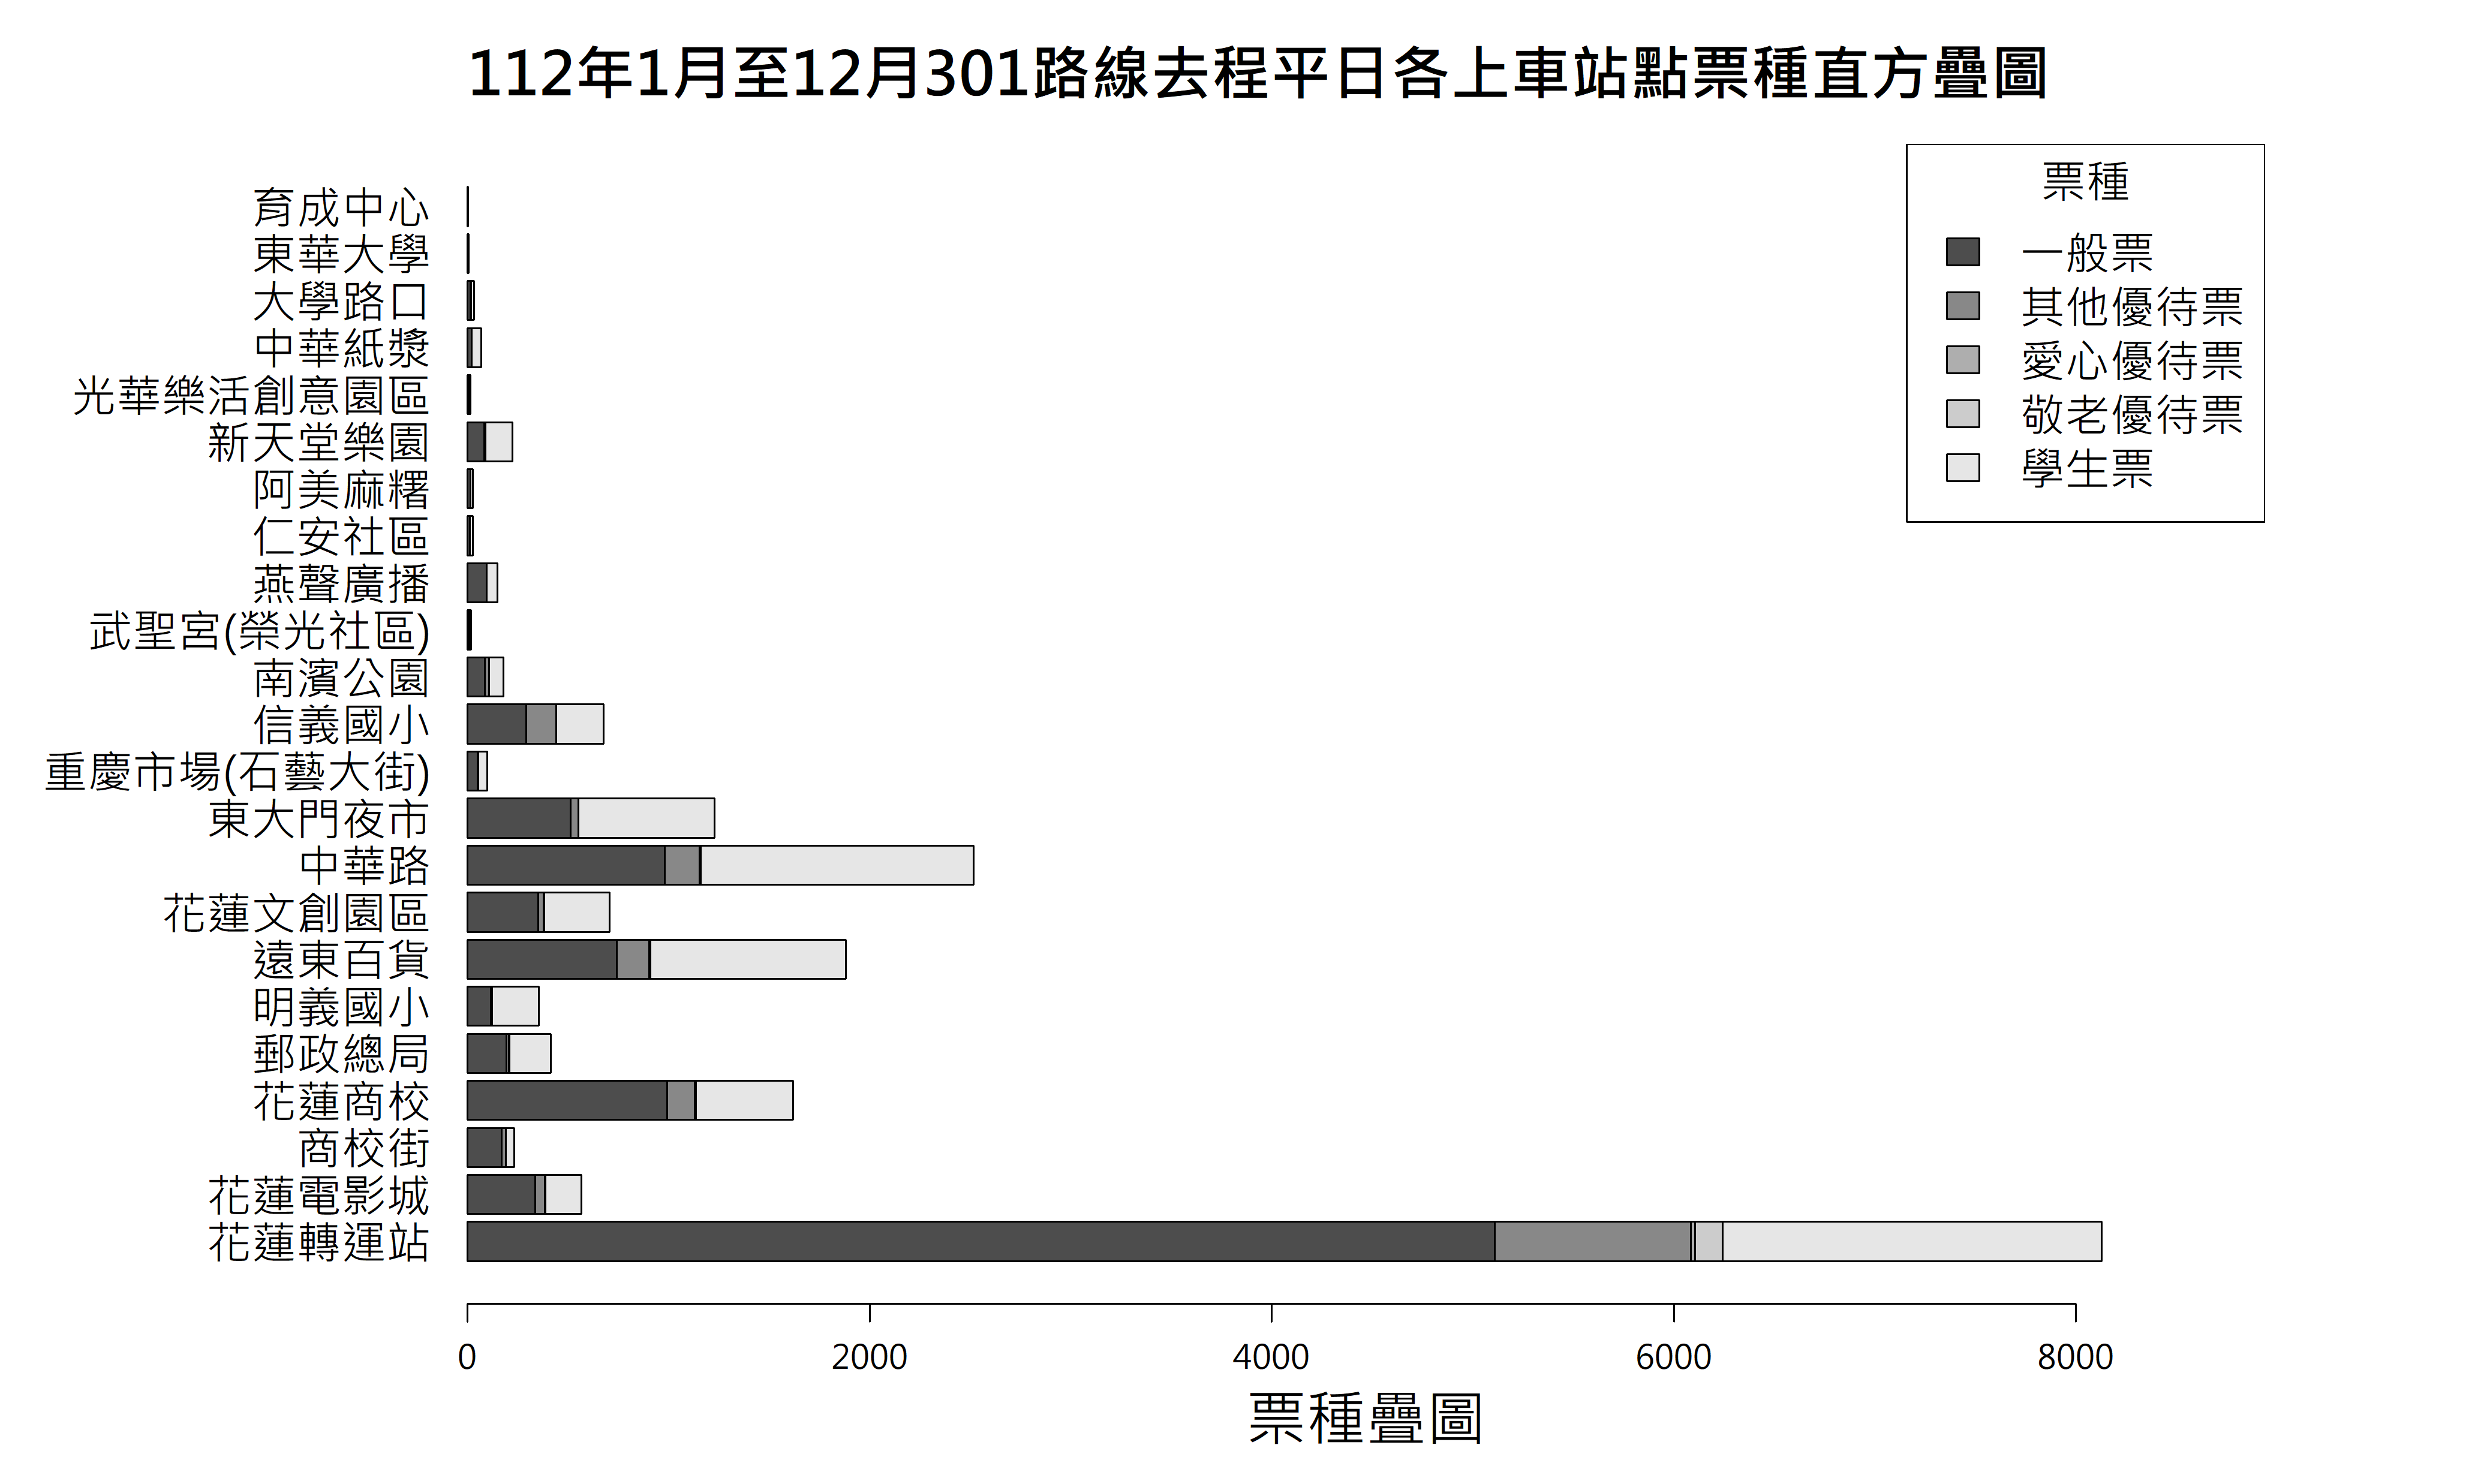 112年1月至12月301路線去程平日各上車站點票種直方疊圖
票種
一般票
其他優待票
愛心優待票
敬老優待票
學生票
育成中心
東華大學
大學路口
中華紙漿
光華樂活創意園區
新天堂樂園
阿美麻糬
仁安社區
燕聲廣播
武聖宮(榮光社區)
南濱公園
信義國小
重慶市場(石藝大街)
東大門夜市
中華路
花蓮文創園區
遠東百貨
明義國小
郵政總局
花蓮商校
商校街
花蓮電影城
花蓮轉運站
0 2000 4000 6000 8000
票種疊圖